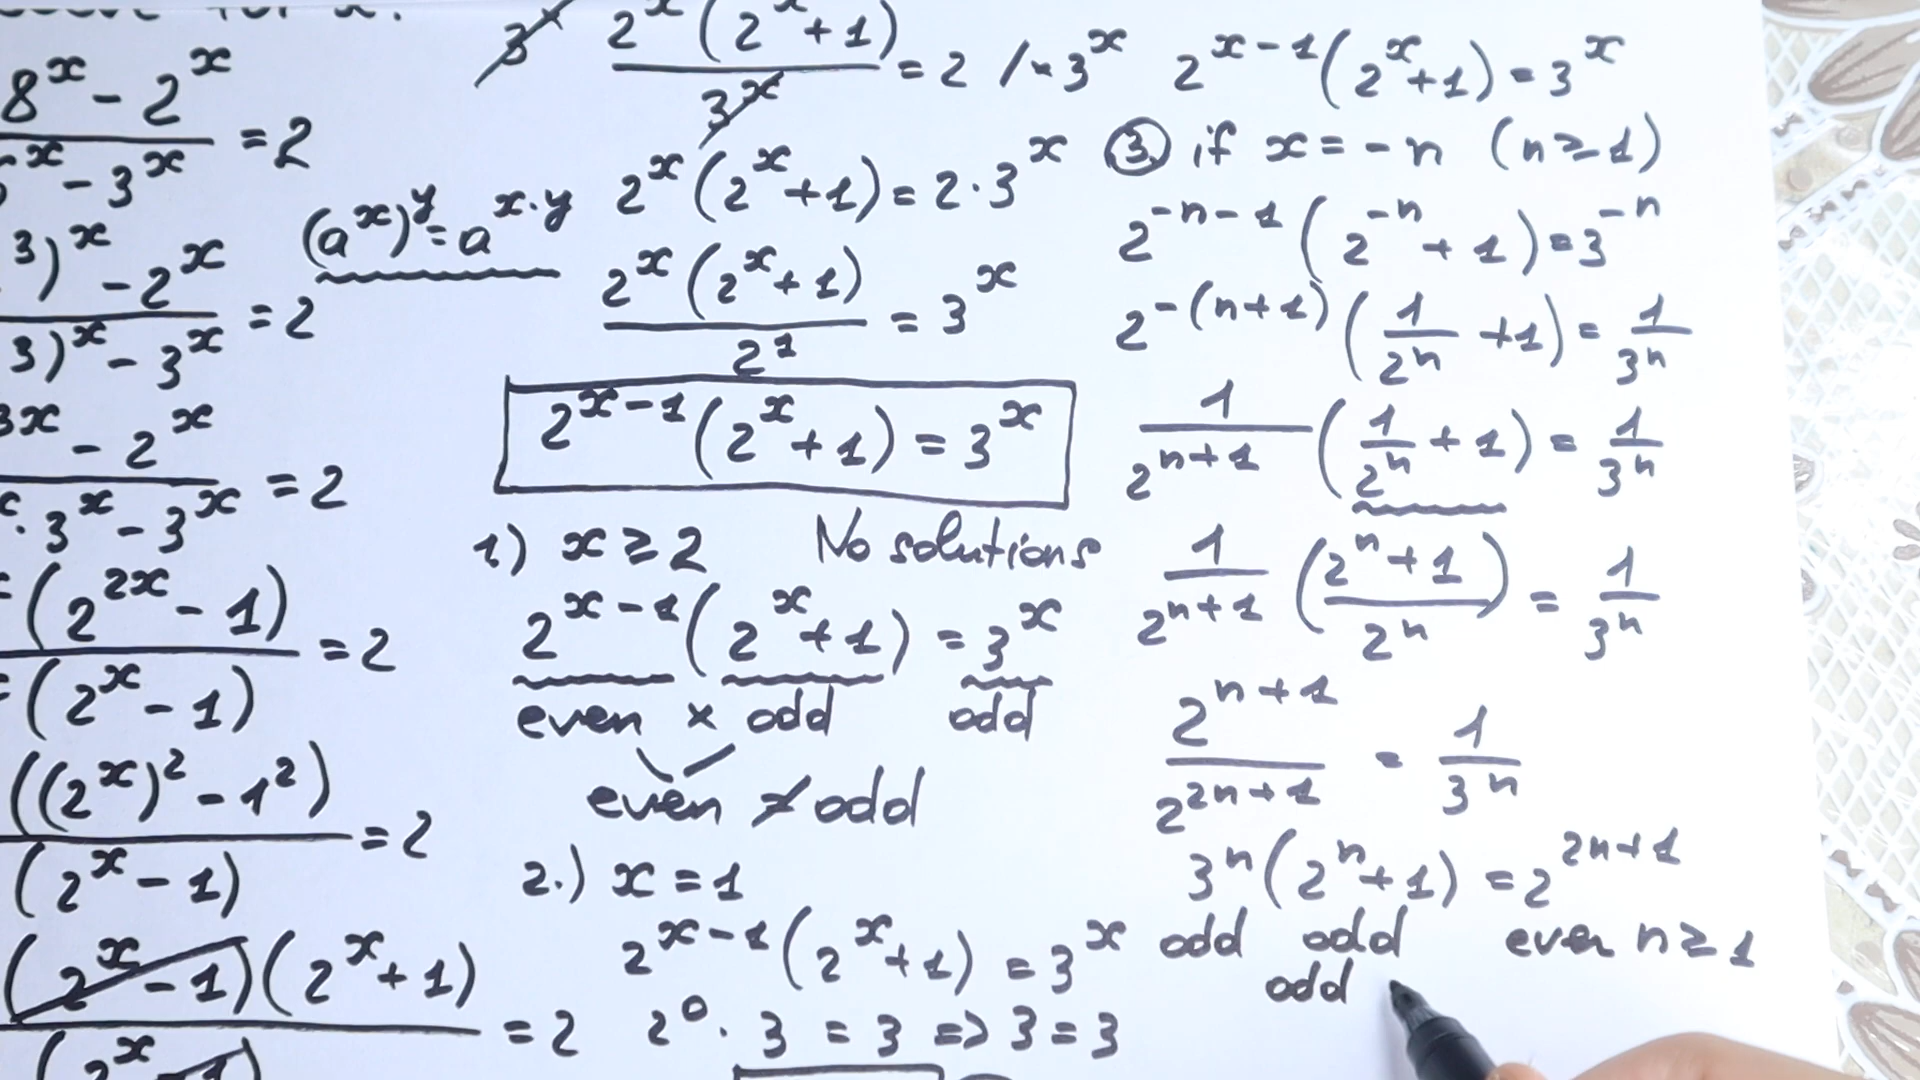 8^x - 2^x
x - 3^x = 2
3)^x - 2^x
3)^x - 3^x = 2
3x - 2^x
· 3^x - 3^x = 2
(2^2x - 1)
(2^x - 1) = 2
((2^x)^2 - 1^2)
(2^x - 1) = 2
(2^x - 1)(2^x + 1)
(2^x - 1) = 2
(a^x)^y = a^x·y
3^x
2^x (2^x + 1)
3^x = 2 / × 3^x
2^x (2^x + 1) = 2 · 3^x
2^x (2^x + 1)
2^1 = 3^x
2^x-1 (2^x + 1) = 3^x
1) x ≥ 2 No solutions
2^x-1 (2^x + 1) = 3^x
even × odd odd
even ≠ odd
2.) x = 1
2^x-1 (2^x + 1) = 3^x
2^0 · 3 = 3 => 3 = 3
2^x-1 (2^x + 1) = 3^x
③ if x = -n (n ≥ 1)
2^-n-1 (2^-n + 1) = 3^-n
2^-(n+1) (1/2^n + 1) = 1/3^n
1/2^n+1 (1/2^n + 1) = 1/3^n
1/2^n+1 (2^n + 1/2^n) = 1/3^n
2^n+1/2^2n+1 = 1/3^n
3^n (2^n + 1) = 2^2n+1
odd odd even n ≥ 1
odd